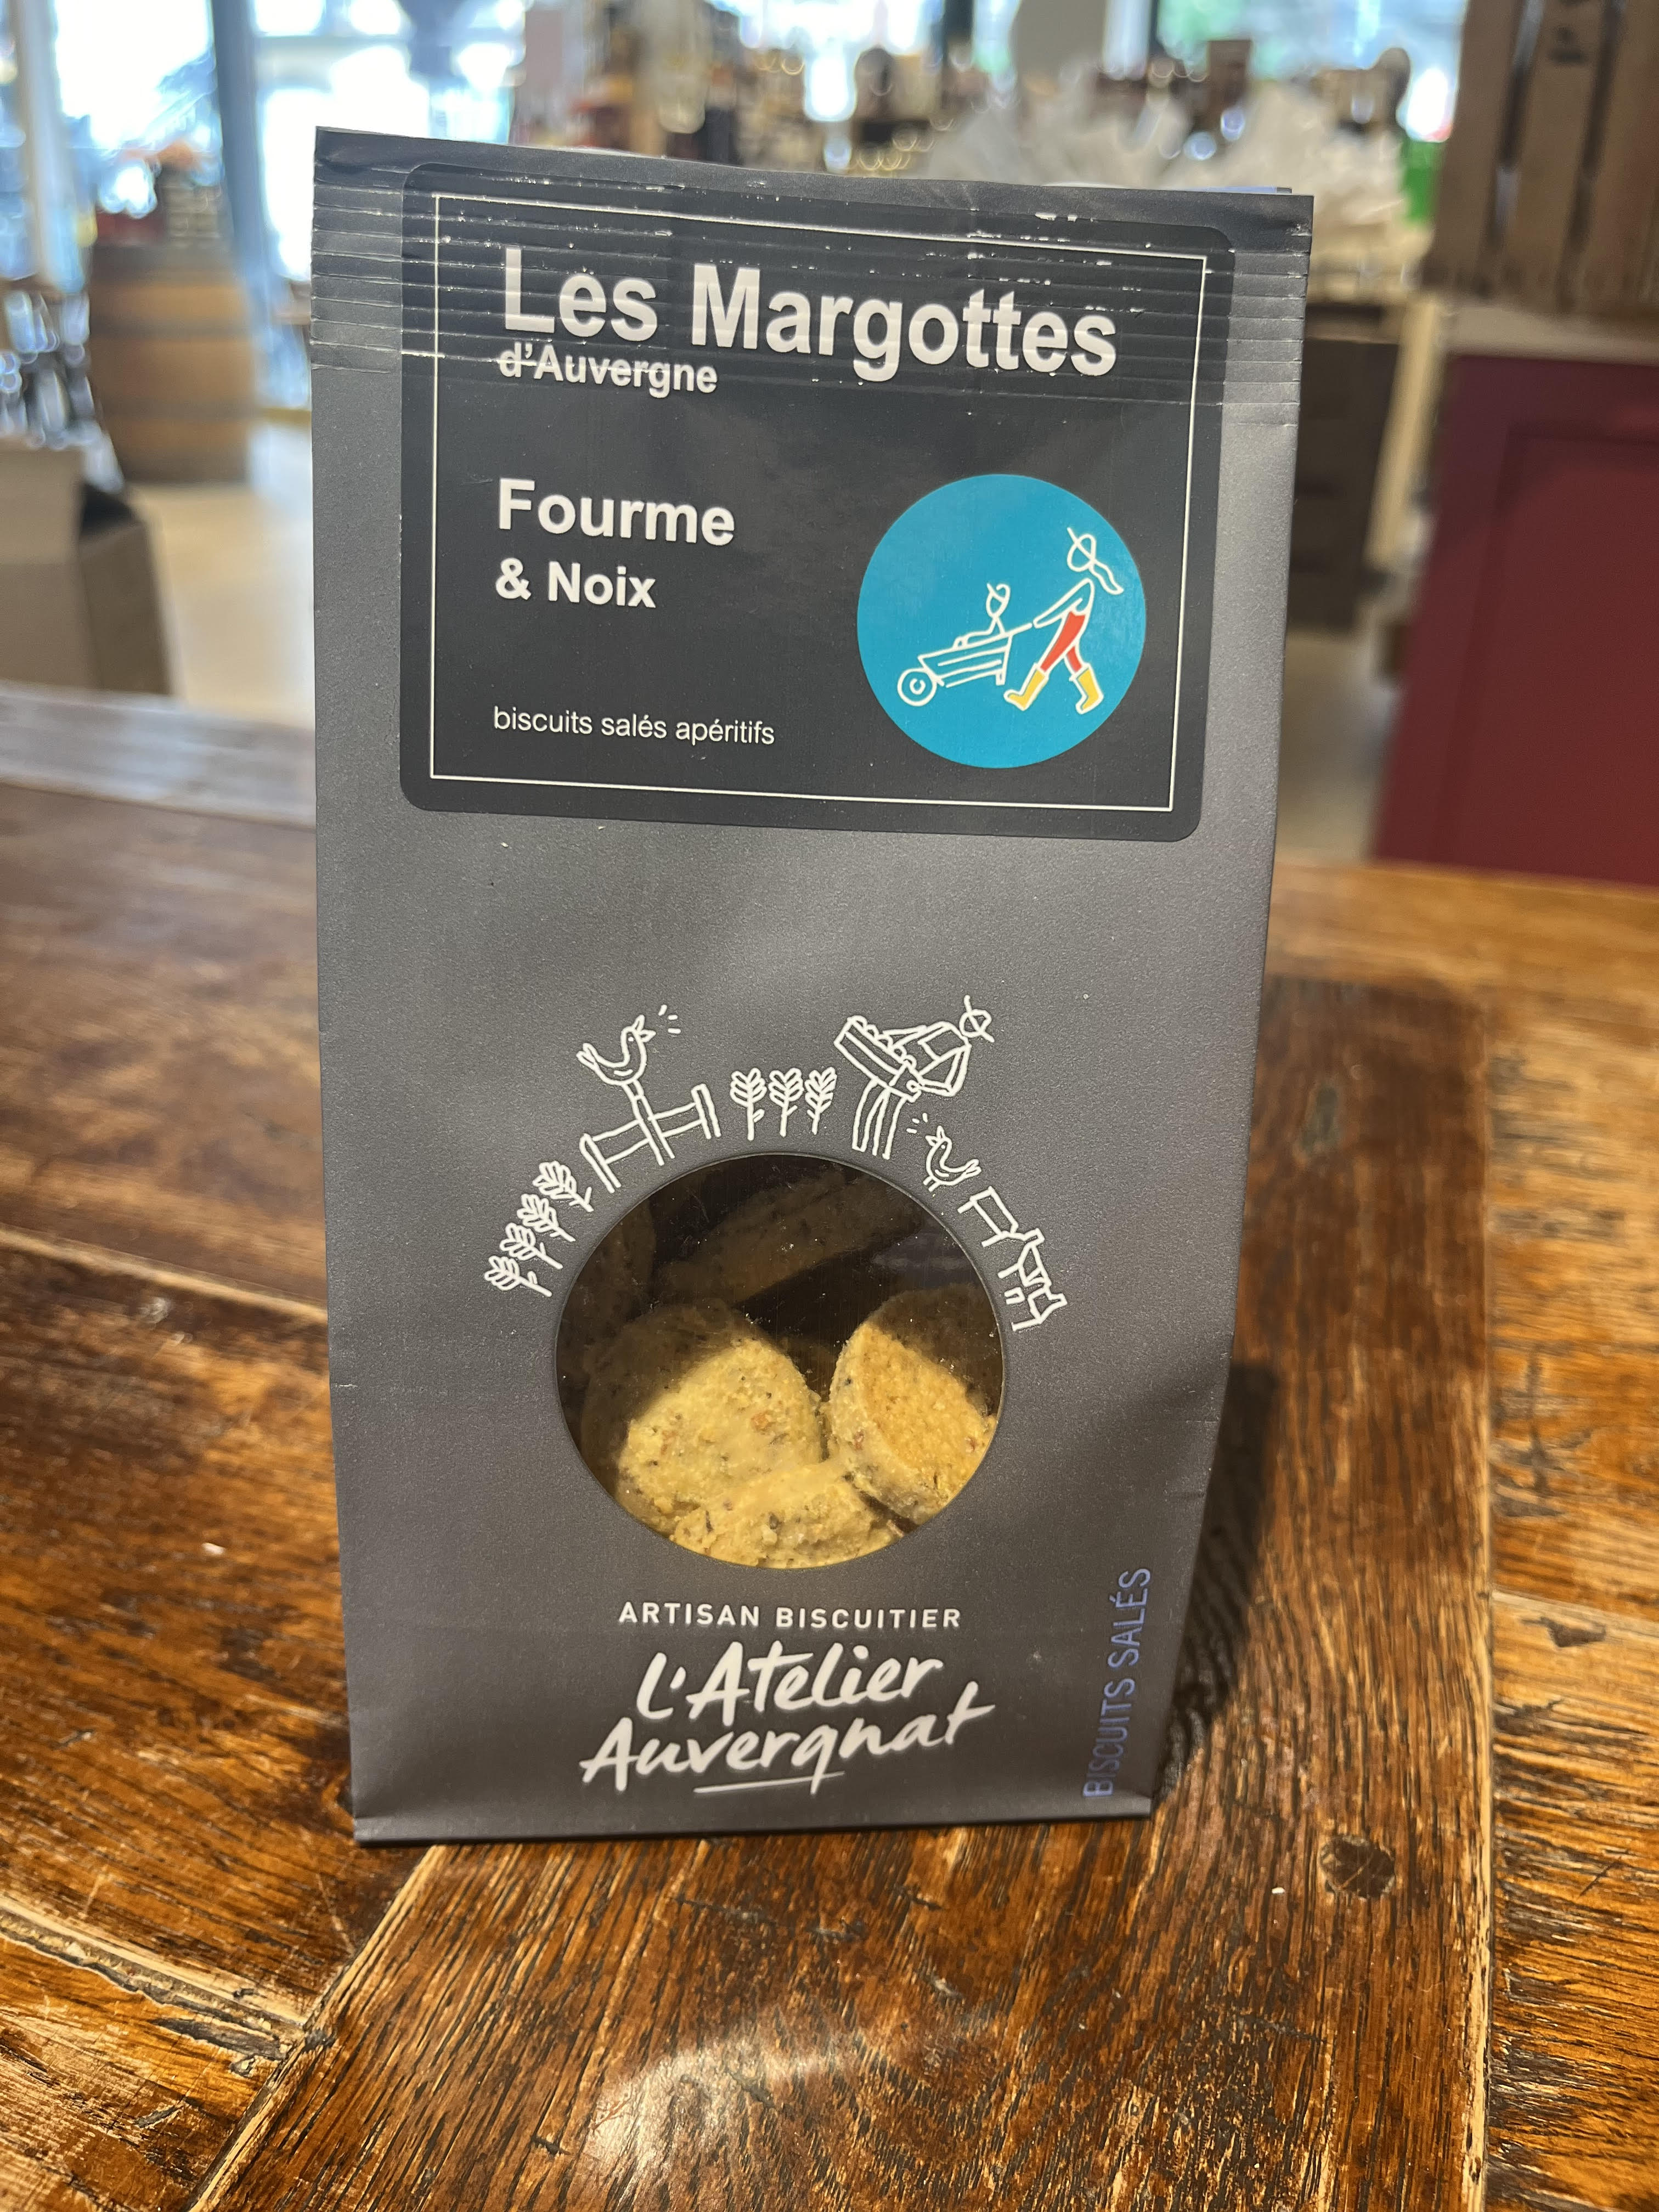 Les Margottes
d'Auvergne
Fourme
& Noix
biscuits salés apéritifs
ARTISAN BISCUITIER
L'Atelier
Auvergnat
BISCUITS SALÉS